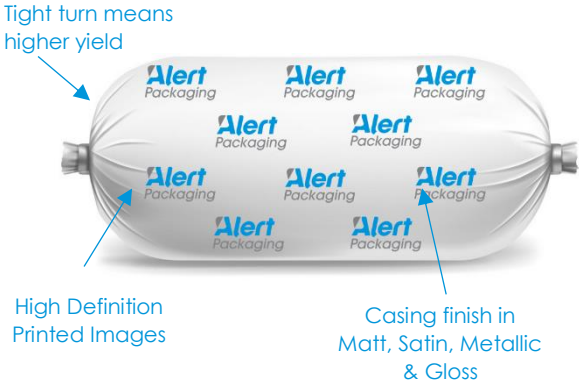 Tight turn means
higher yield
Alert Alert Alert
Packaging Packaging Packaging
Alert Alert
Packaging Packaging
Alert Alert Alert
Packaging Packaging Packaging
Alert Alert
Packaging Packaging
High Definition
Printed Images
Casing finish in
Matt, Satin, Metallic
& Gloss